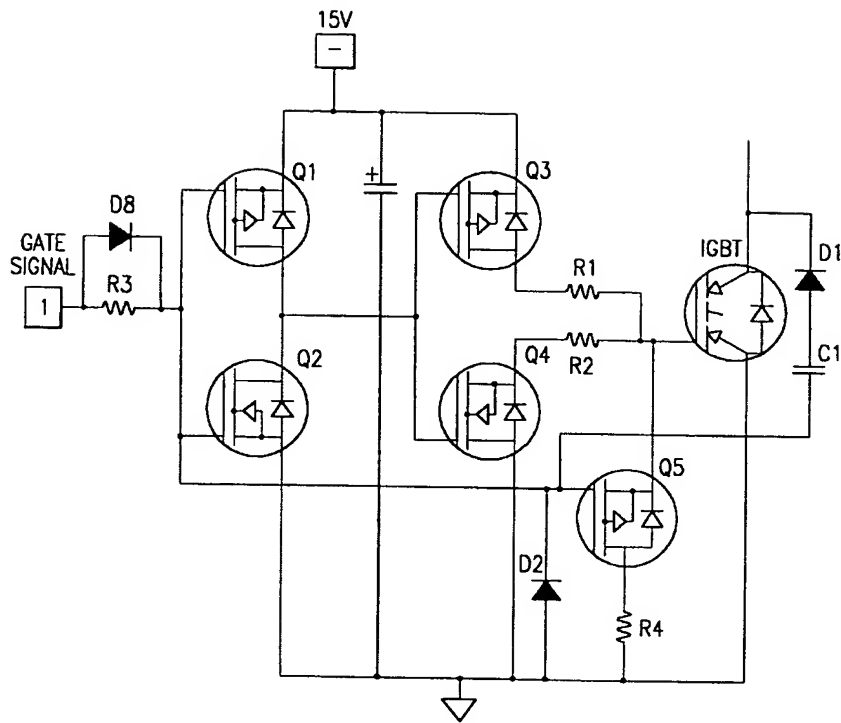 15V
−
Q1
Q3
D8
GATE
SIGNAL
1
R3
+
IGBT
D1
R1
R2
C1
Q2
Q4
Q5
D2
R4